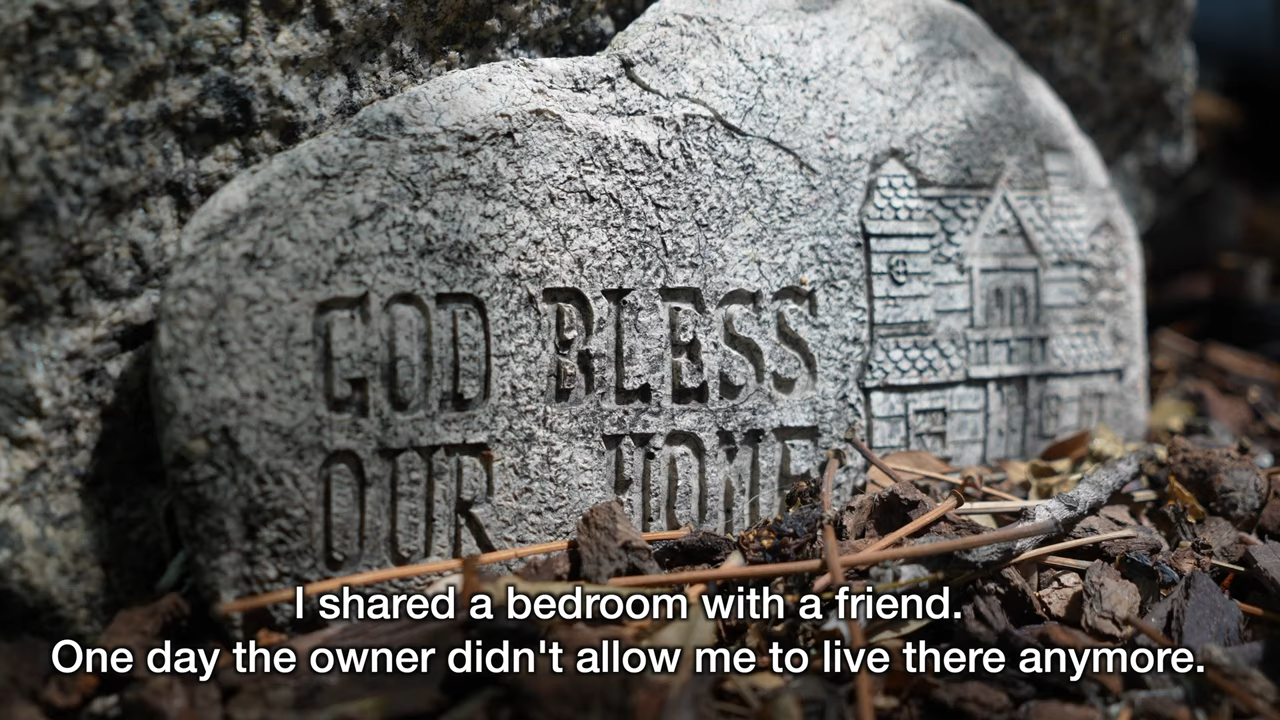 GOD BLESS
OUR HOME
I shared a bedroom with a friend.
One day the owner didn't allow me to live there anymore.